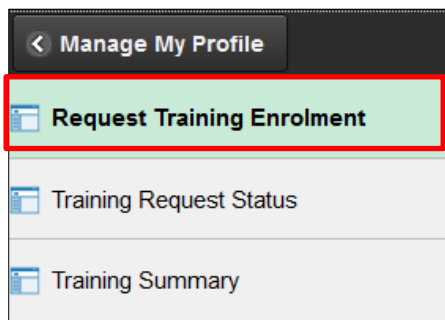 Manage My Profile
Request Training Enrolment
Training Request Status
Training Summary